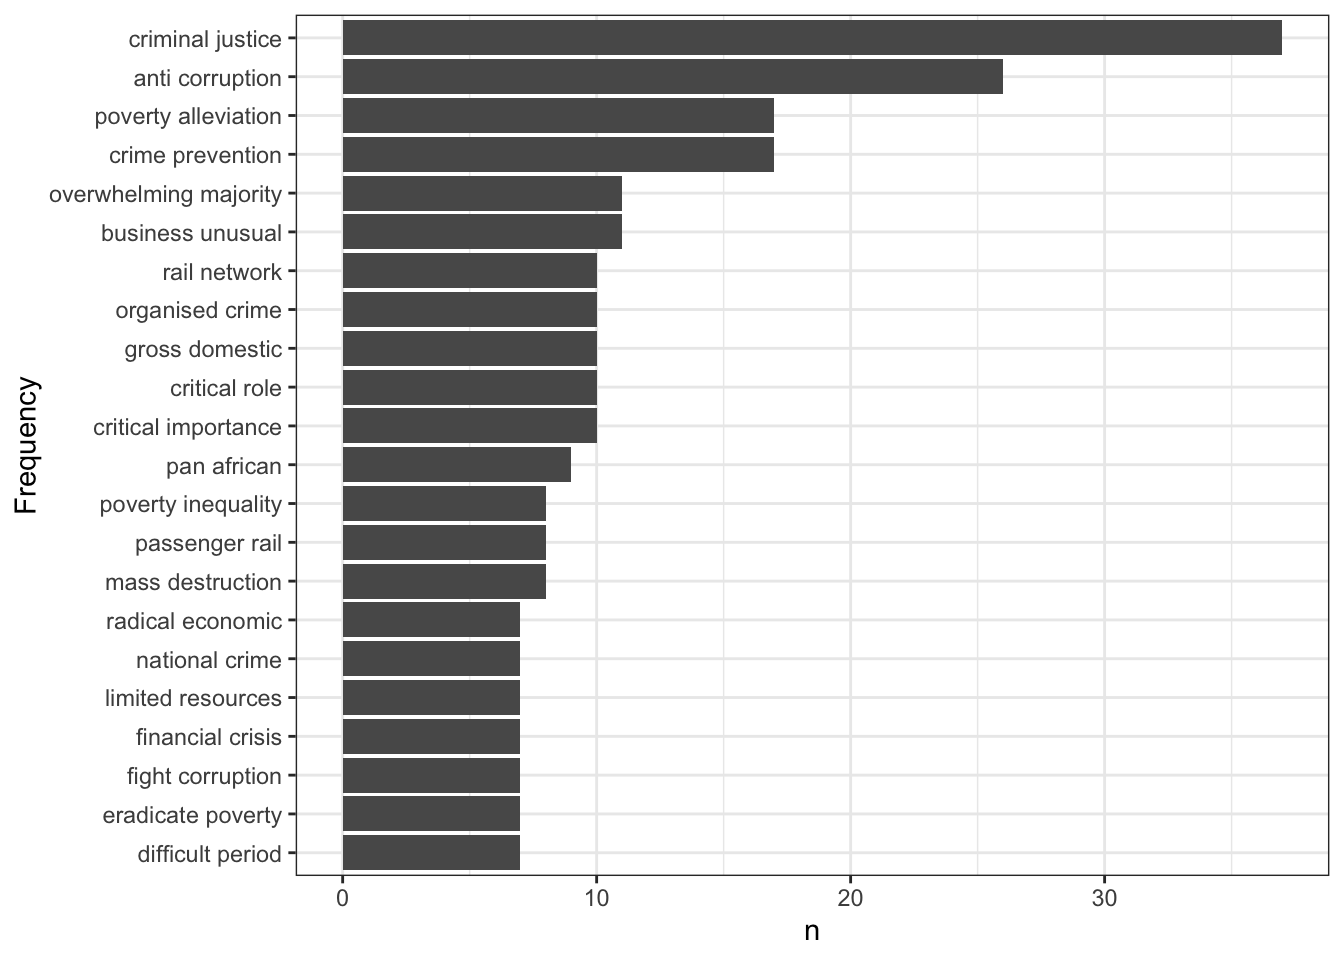 criminal justice
anti corruption
poverty alleviation
crime prevention
overwhelming majority
business unusual
rail network
organised crime
gross domestic
critical role
critical importance
pan african
poverty inequality
passenger rail
mass destruction
radical economic
national crime
limited resources
financial crisis
fight corruption
eradicate poverty
difficult period
Frequency
0 10 20 30
n